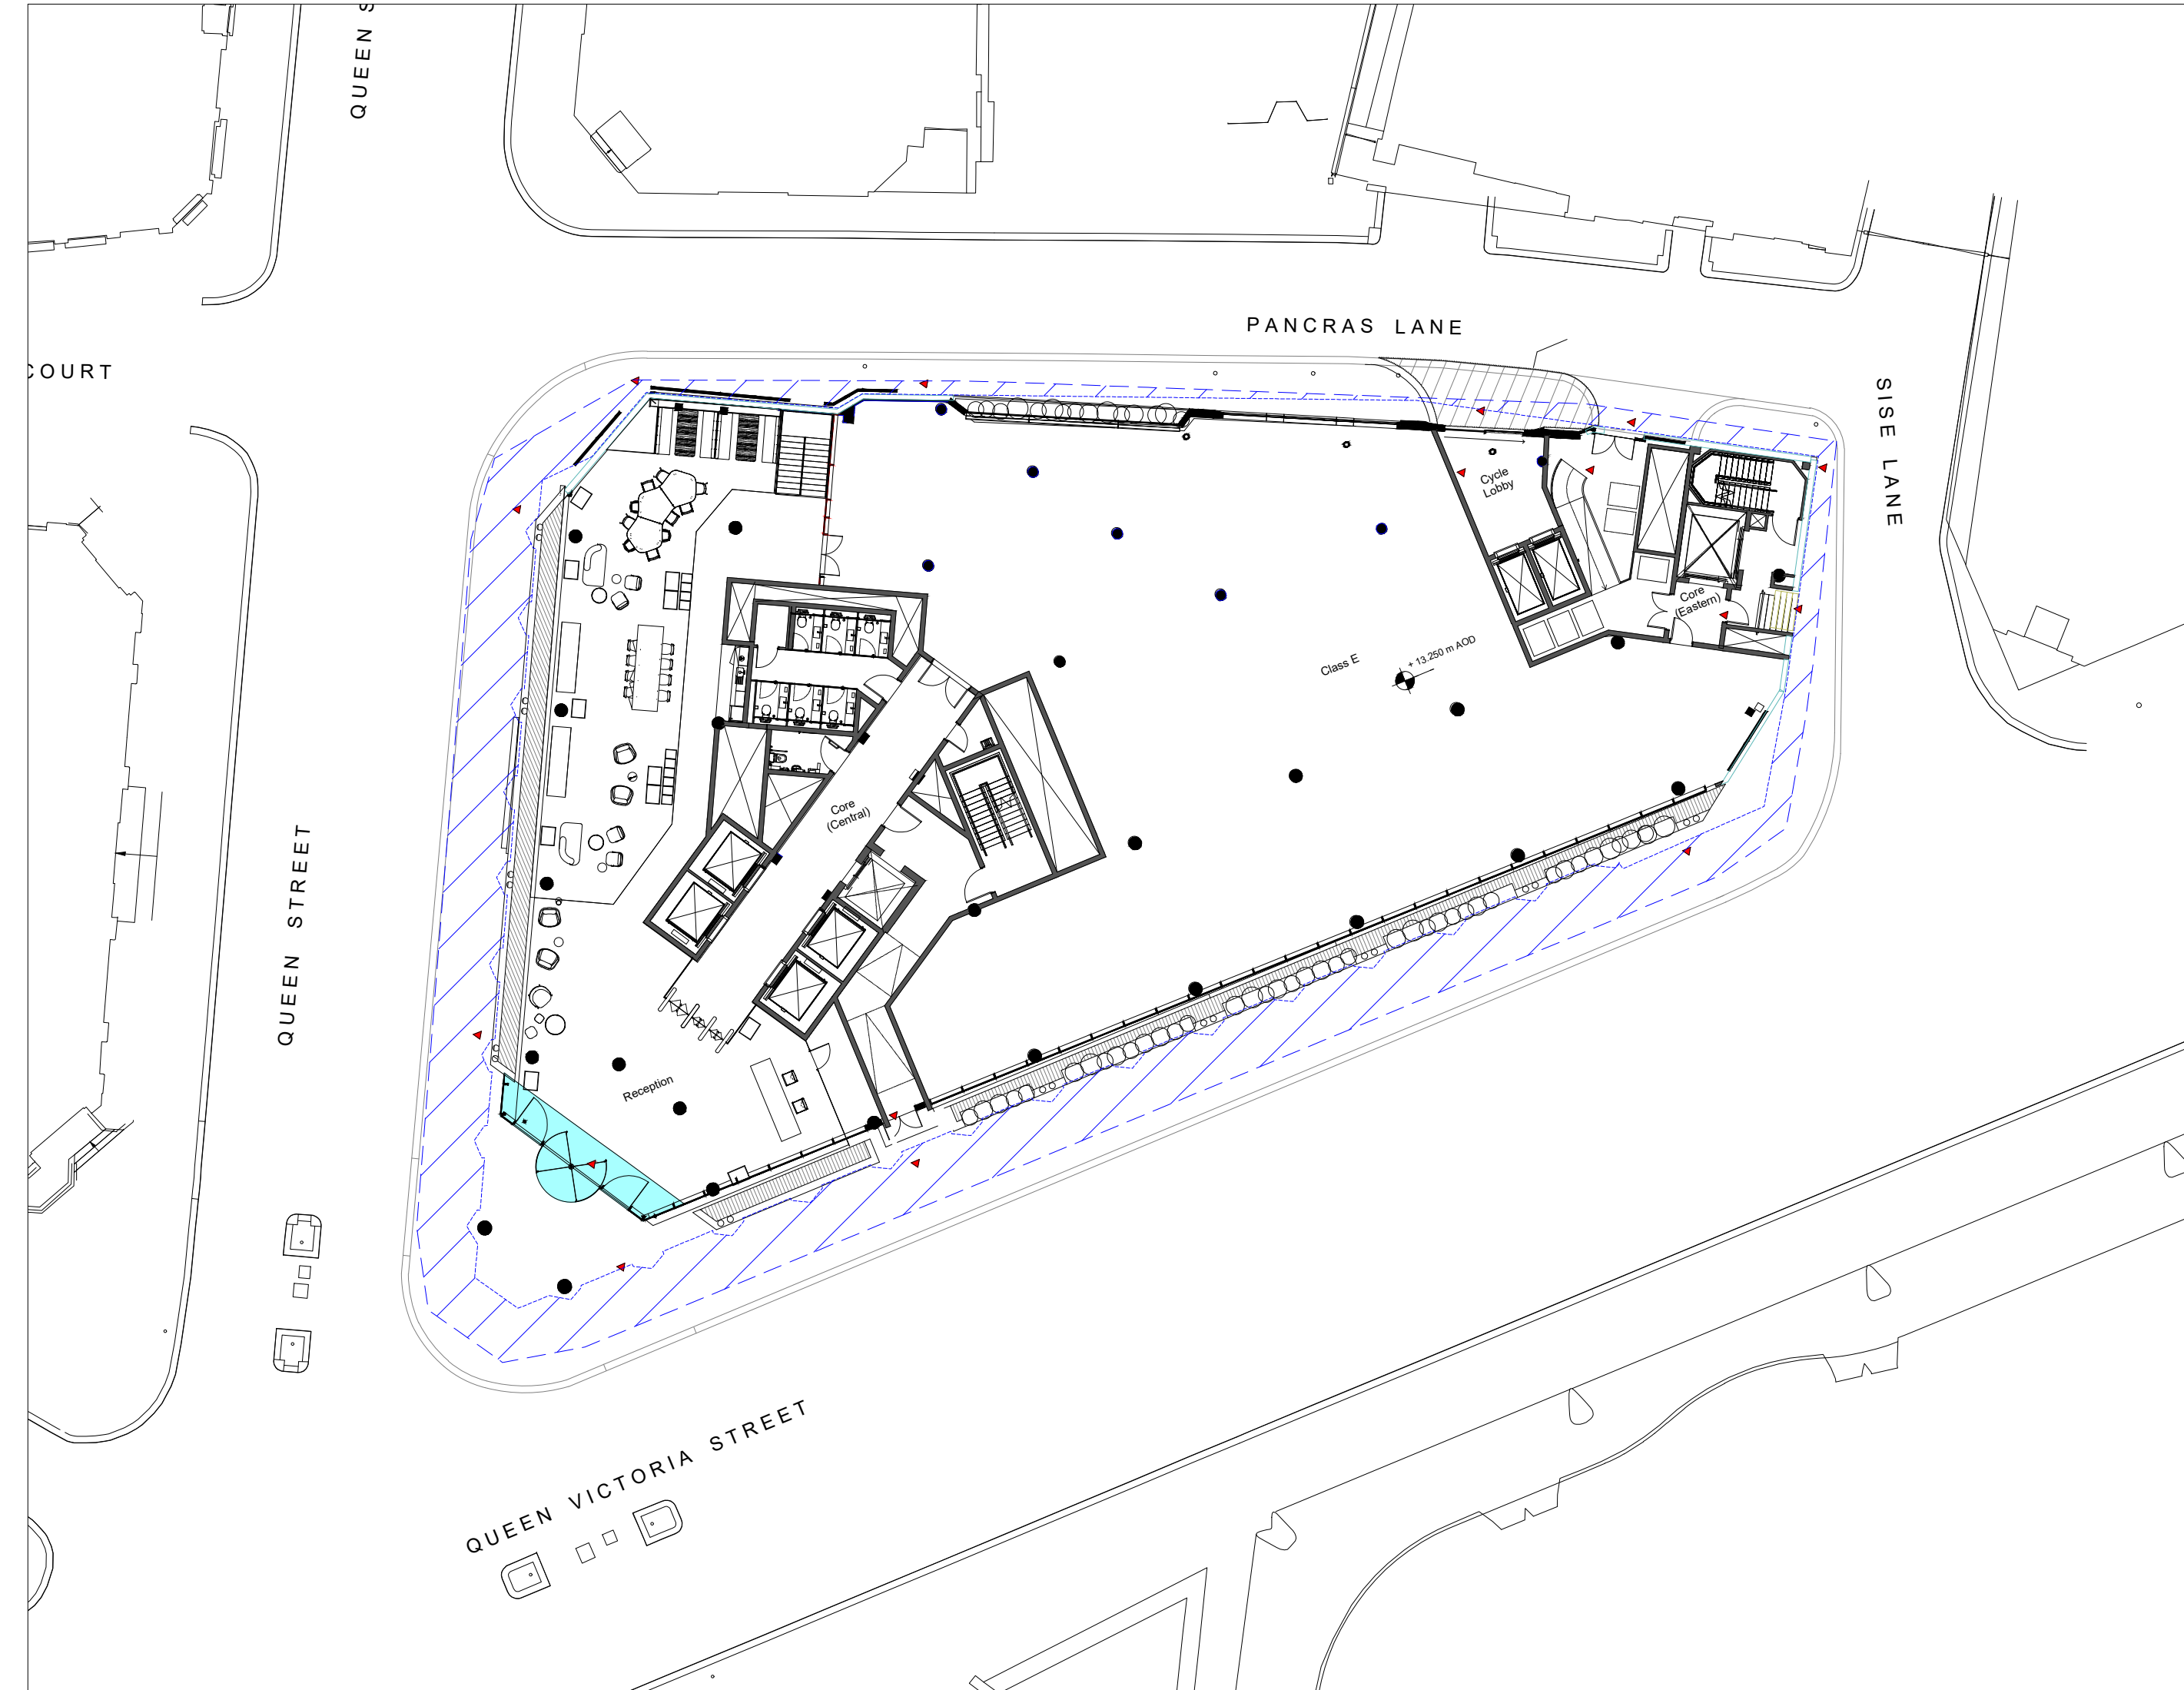 QUEEN S
PANCRAS LANE
COURT
SISE LANE
Cycle
Lobby
Core
(Eastern)
Class E
+ 13.250 m AOD
Core
(Central)
QUEEN STREET
Reception
QUEEN VICTORIA STREET